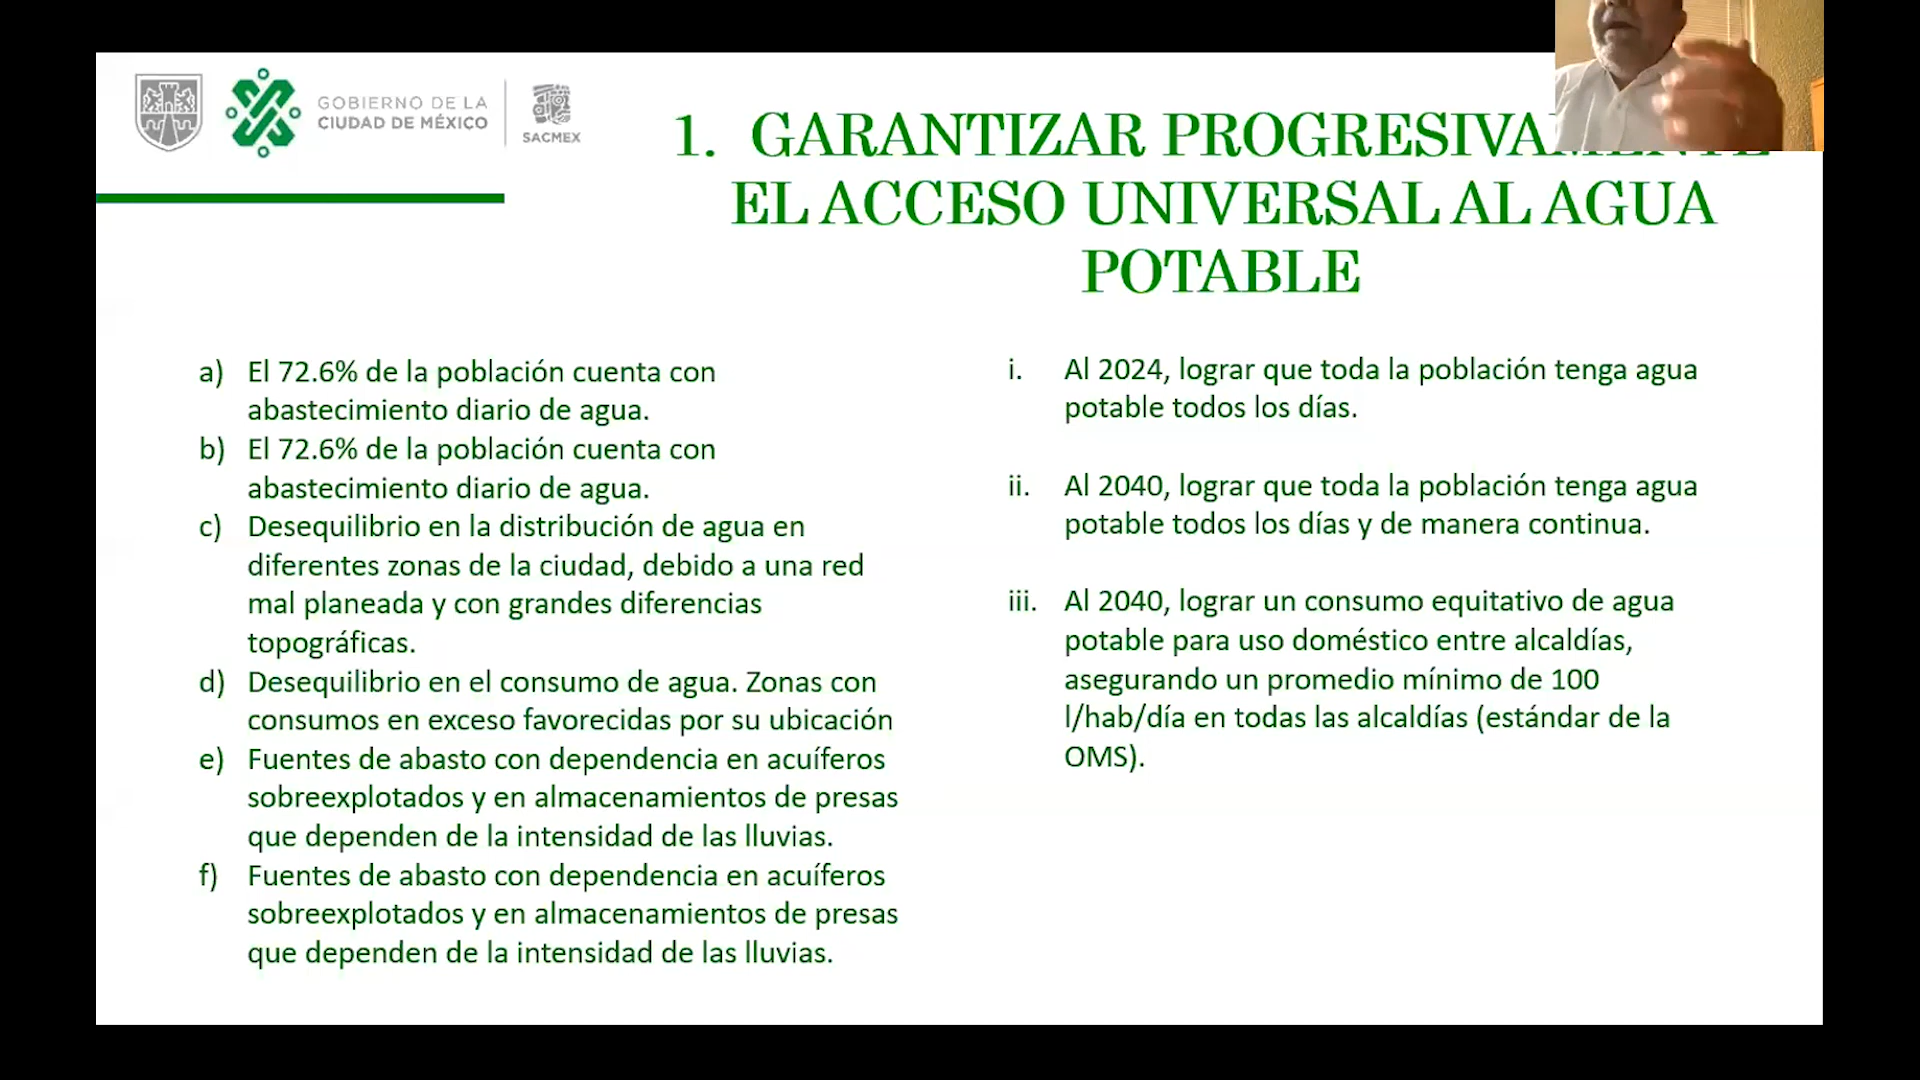 GOBIERNO DE LA
CIUDAD DE MÉXICO
SACMEX
1. GARANTIZAR PROGRESIVAMENTE
EL ACCESO UNIVERSAL AL AGUA
POTABLE
a) El 72.6% de la población cuenta con
abastecimiento diario de agua.
b) El 72.6% de la población cuenta con
abastecimiento diario de agua.
c) Desequilibrio en la distribución de agua en
diferentes zonas de la ciudad, debido a una red
mal planeada y con grandes diferencias
topográficas.
d) Desequilibrio en el consumo de agua. Zonas con
consumos en exceso favorecidas por su ubicación
e) Fuentes de abasto con dependencia en acuíferos
sobreexplotados y en almacenamientos de presas
que dependen de la intensidad de las lluvias.
f) Fuentes de abasto con dependencia en acuíferos
sobreexplotados y en almacenamientos de presas
que dependen de la intensidad de las lluvias.
i. Al 2024, lograr que toda la población tenga agua
potable todos los días.
ii. Al 2040, lograr que toda la población tenga agua
potable todos los días y de manera continua.
iii. Al 2040, lograr un consumo equitativo de agua
potable para uso doméstico entre alcaldías,
asegurando un promedio mínimo de 100
l/hab/día en todas las alcaldías (estándar de la
OMS).